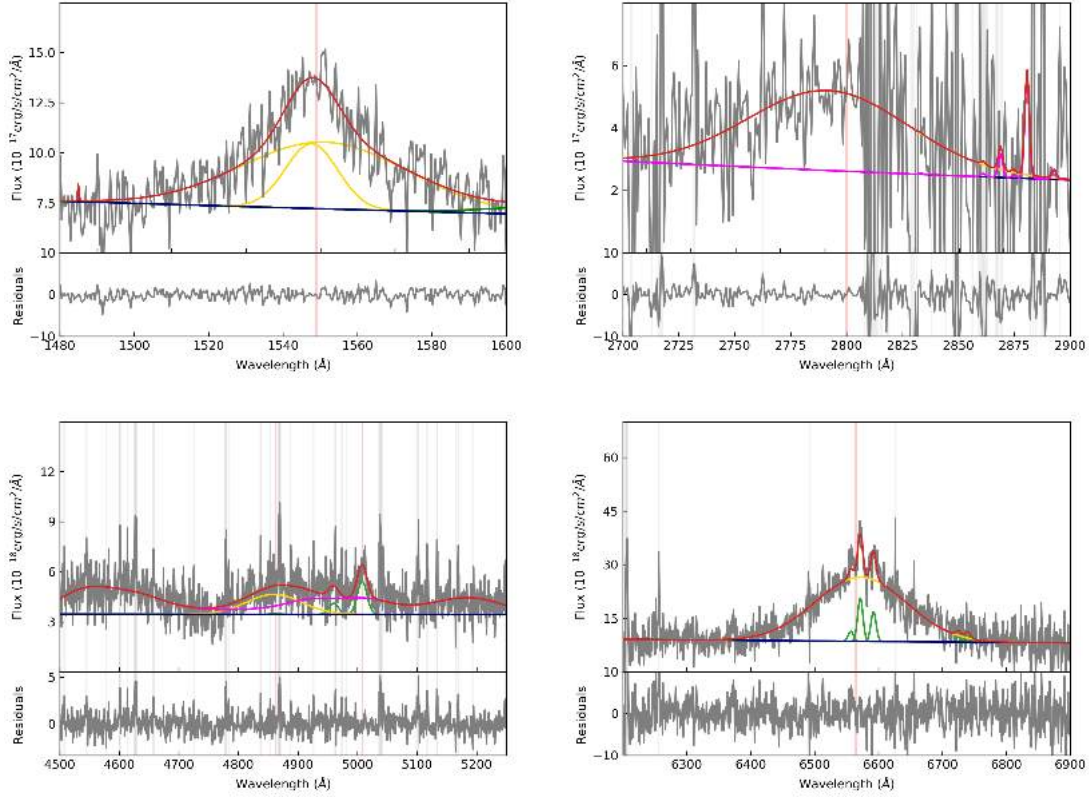 Flux (10 ¹⁷erg/s/cm²/Å)
15.0
12.5
10.0
7.5
10
Residuals
0
−10
1480 1500 1520 1540 1560 1580 1600
Wavelength (Å)
Flux (10 ¹⁷erg/s/cm²/Å)
6
4
2
10
Residuals
0
−10
2700 2725 2750 2775 2800 2825 2850 2875 2900
Wavelength (Å)
Flux (10 ¹⁸erg/s/cm²/Å)
12
9
6
3
Residuals
5
0
4500 4600 4700 4800 4900 5000 5100 5200
Wavelength (Å)
Flux (10 ¹⁸erg/s/cm²/Å)
60
45
30
15
10
Residuals
0
−10
6300 6400 6500 6600 6700 6800 6900
Wavelength (Å)